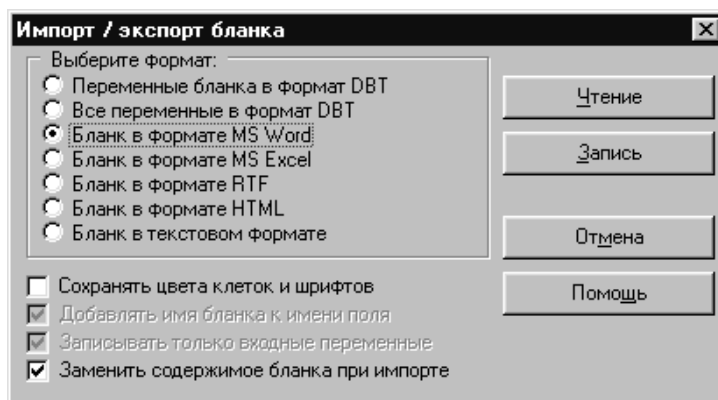 Импорт / экспорт бланка
Выберите формат:
Переменные бланка в формат DBT
Все переменные в формат DBT
Бланк в формате MS Word
Бланк в формате MS Excel
Бланк в формате RTF
Бланк в формате HTML
Бланк в текстовом формате
Чтение
Запись
Отмена
Помощь
Сохранять цвета клеток и шрифтов
Добавлять имя бланка к имени поля
Записывать только входные переменные
Заменить содержимое бланка при импорте